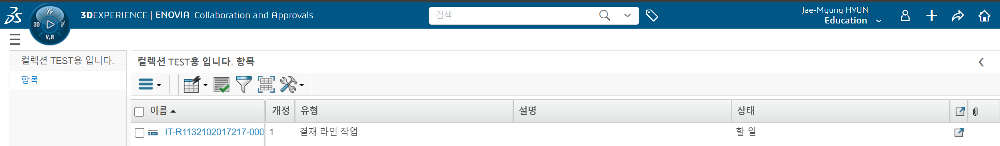 3DS
3DEXPERIENCE | ENOVIA Collaboration and Approvals
검색
Jae-Myung HYUN
Education
3D
i'
V.R
컬렉션 TEST용 입니다.
항목
컬렉션 TEST용 입니다. 항목
이름 개정 유형 설명 상태
IT-R1132102017217-000 1 결재 라인 작업 할 일